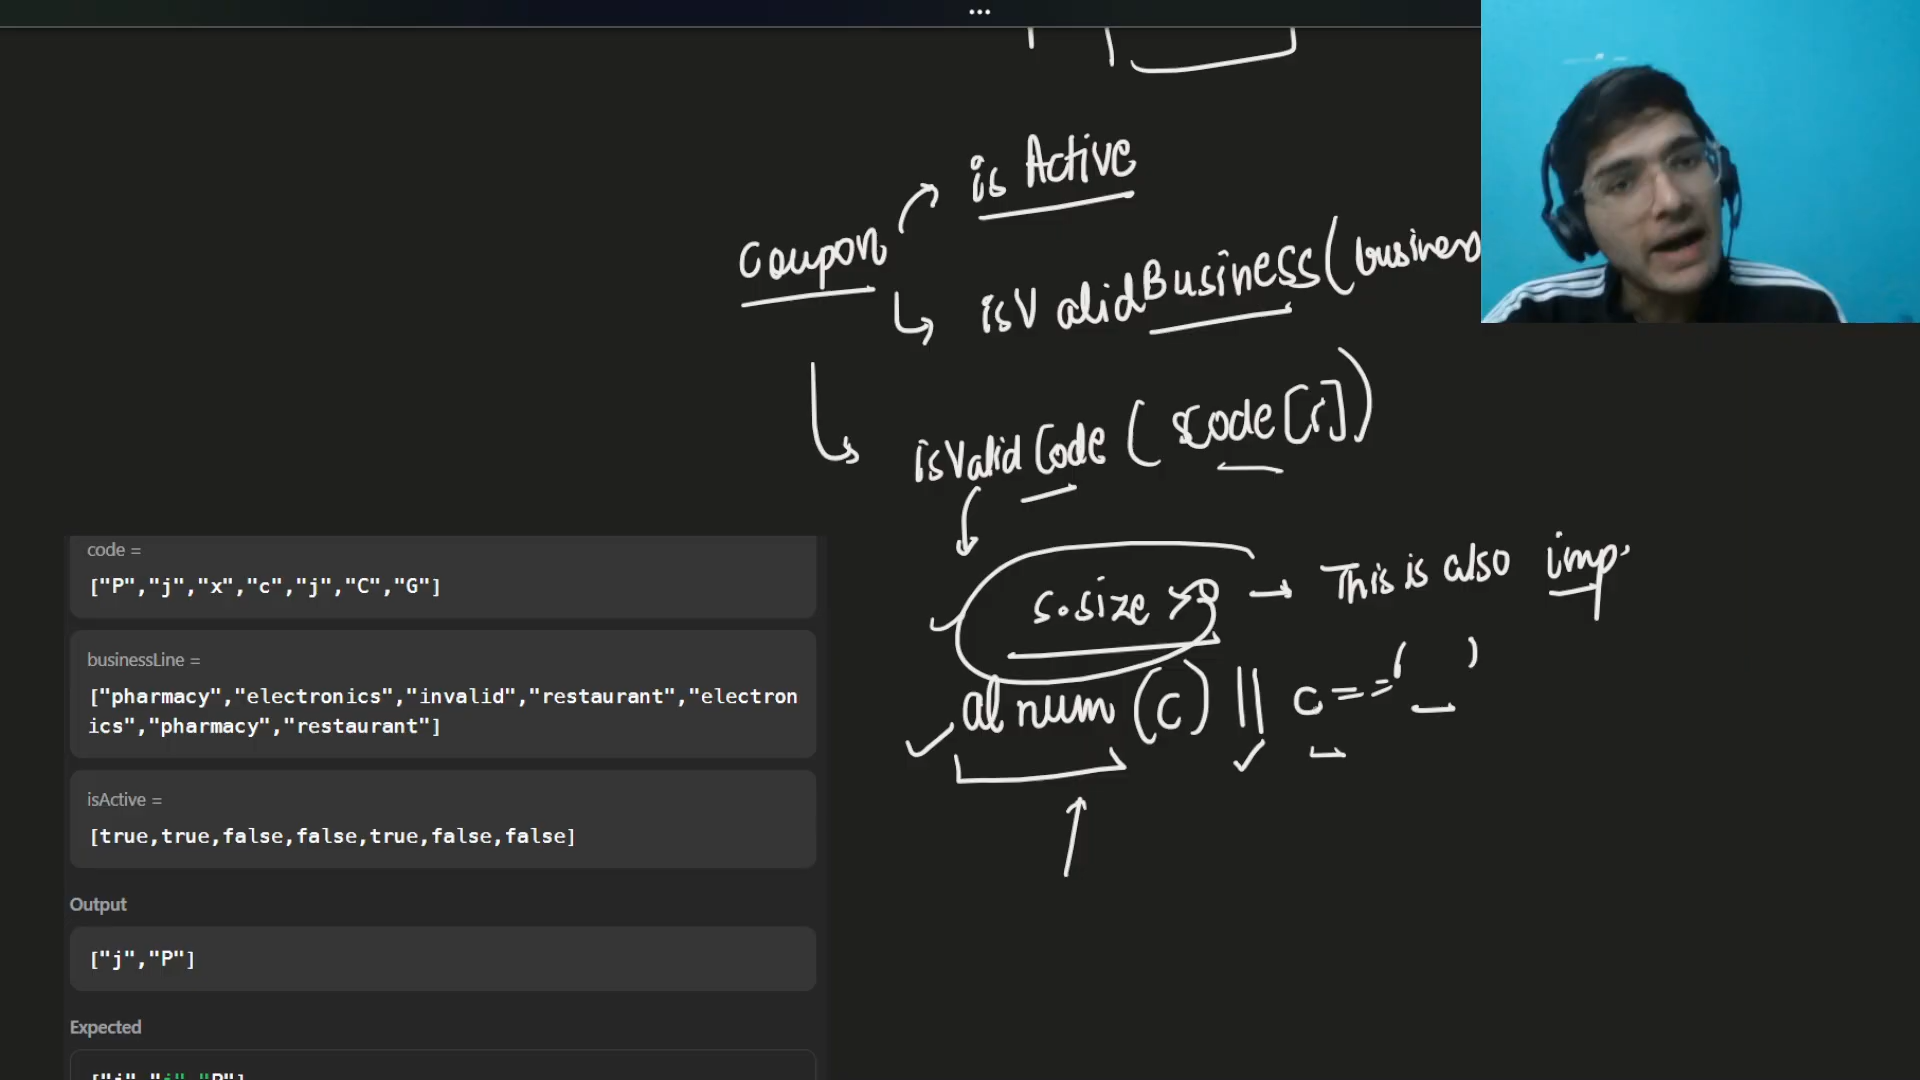 ...
is Active
Coupon
isValidBusiness(business
isValid Code (code[i])
s.size >0 → This is also imp.
alnum (c) || c=='_'
code =
["P","j","x","c","j","C","G"]
businessLine =
["pharmacy","electronics","invalid","restaurant","electron
ics","pharmacy","restaurant"]
isActive =
[true,true,false,false,true,false,false]
Output
["j","P"]
Expected
["j","j","P"]